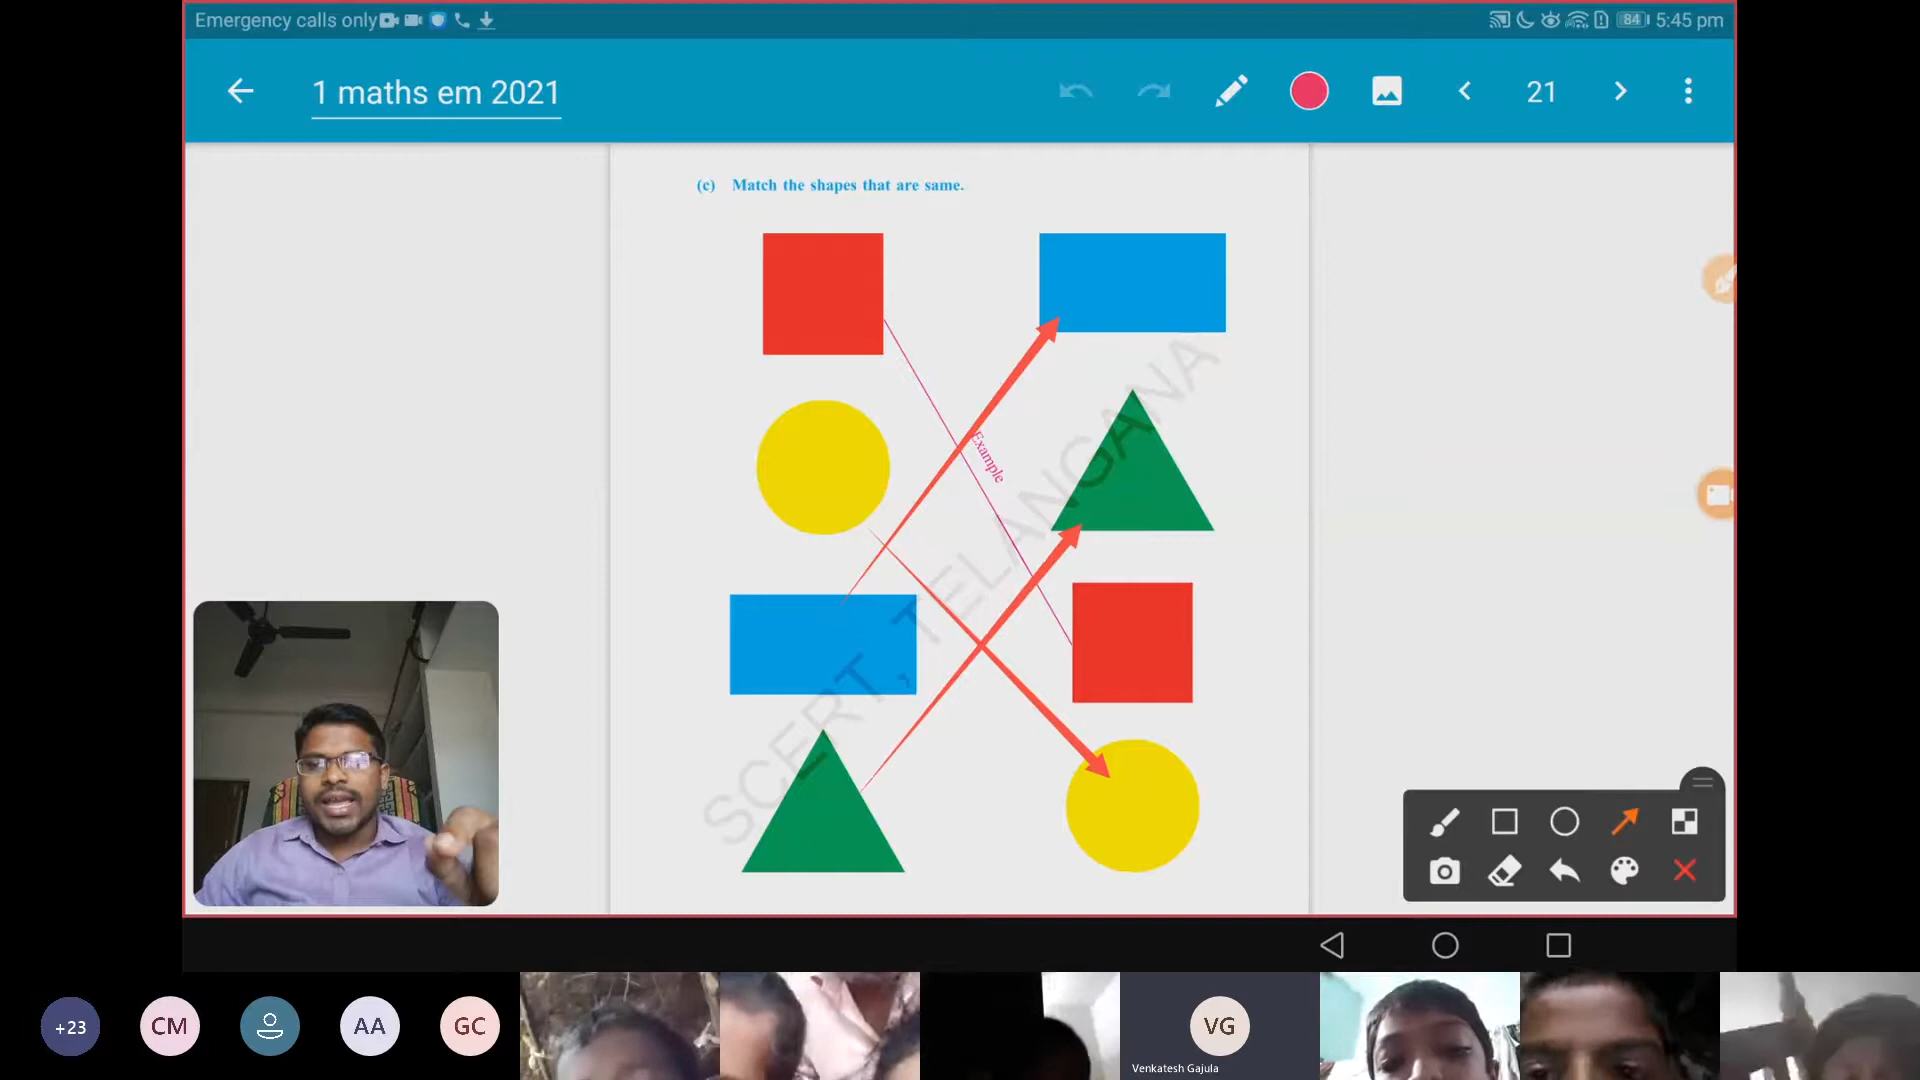 Emergency calls only
84 5:45 pm
1 maths em 2021
21
(c) Match the shapes that are same.
Example
SCERT, TELANGANA
+23
CM
AA
GC
VG
Venkatesh Gajula